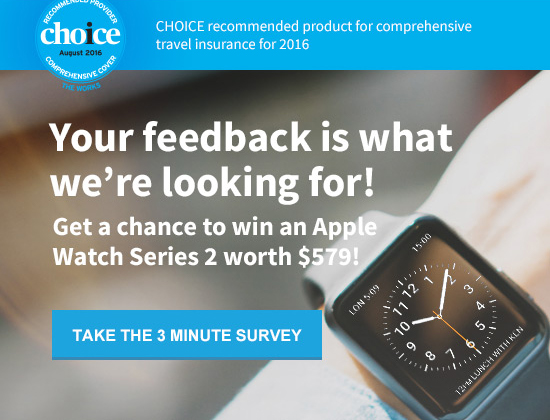 RECOMMENDED PROVIDER
choice
August 2016
COMPREHENSIVE COVER
THE WORKS
CHOICE recommended product for comprehensive
travel insurance for 2016
Your feedback is what
we're looking for!
Get a chance to win an Apple
Watch Series 2 worth $579!
TAKE THE 3 MINUTE SURVEY
15:00
LON 5:09
12 1 2 3 4 5 6 7 8 9 10 11
12PM LUNCH WITH KEN